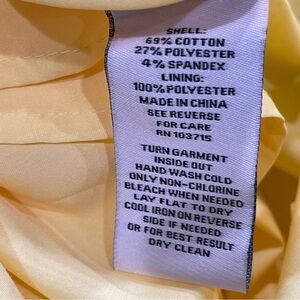 SHELL:
69% COTTON
27% POLYESTER
4% SPANDEX
LINING:
100% POLYESTER
MADE IN CHINA
SEE REVERSE
FOR CARE
RN 103715
TURN GARMENT
INSIDE OUT
HAND WASH COLD
ONLY NON-CHLORINE
BLEACH WHEN NEEDED
LAY FLAT TO DRY
COOL IRON ON REVERSE
SIDE IF NEEDED
OR FOR BEST RESULT
DRY CLEAN